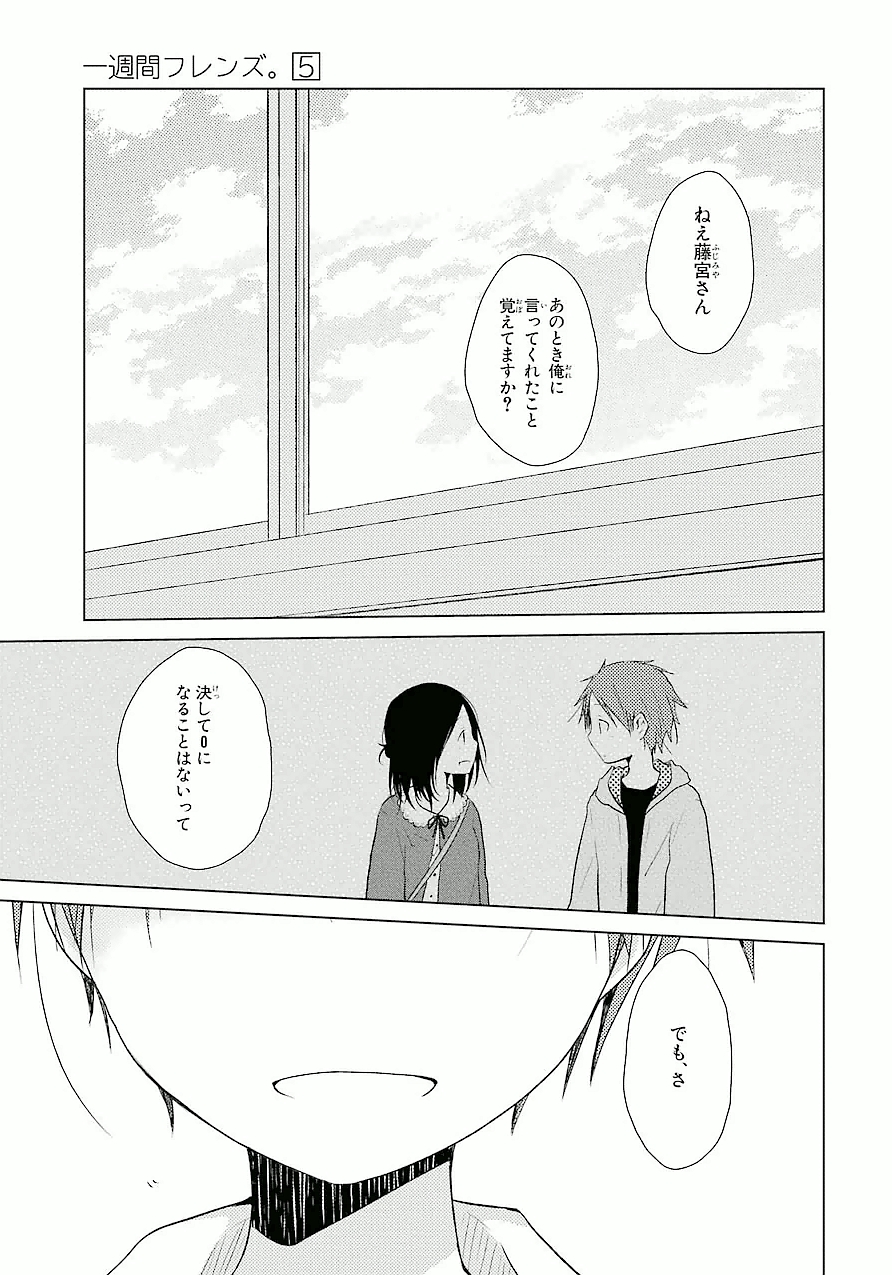 一週間フレンズ。5
ねえ藤宮さん
あのとき俺に
言ってくれたこと
覚えてますか？
決して0に
なることはないって
でも、さ